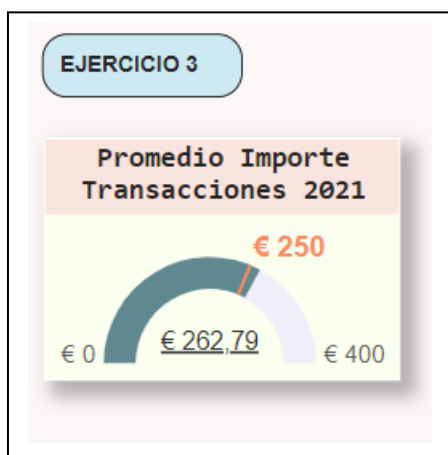 EJERCICIO 3
Promedio Importe
Transacciones 2021
€ 250
€ 262,79
€ 0
€ 400